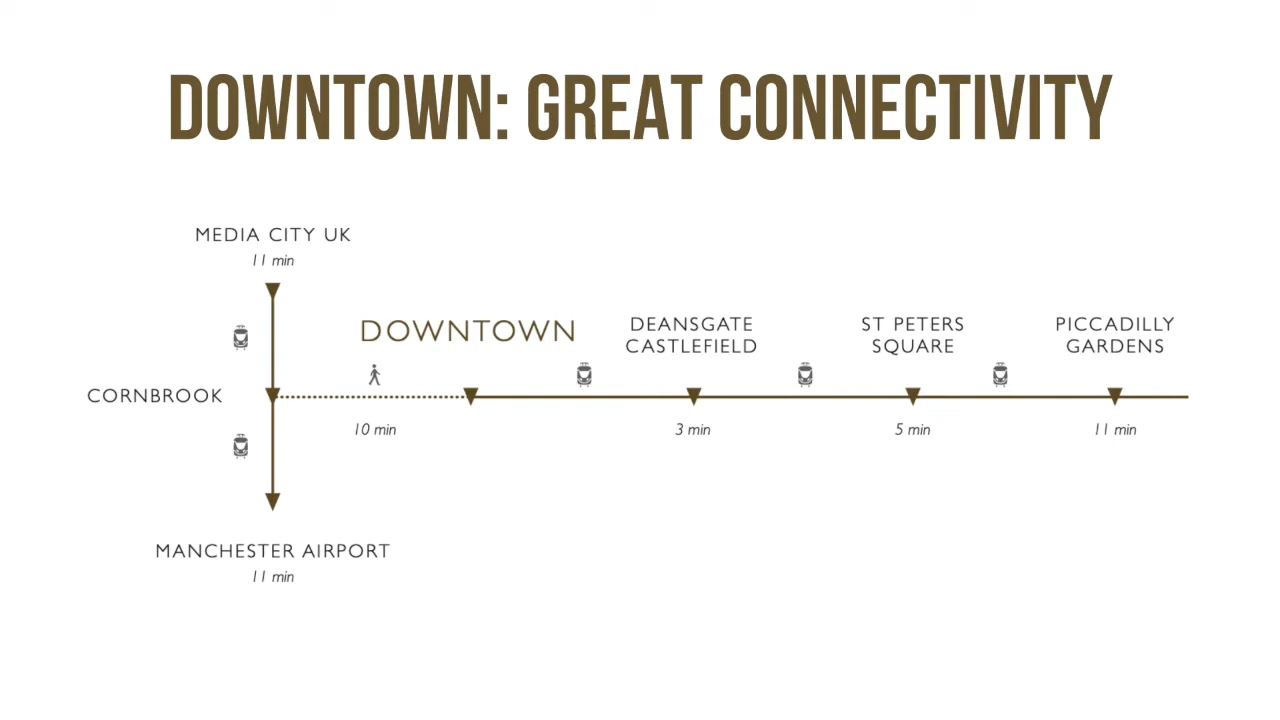 DOWNTOWN: GREAT CONNECTIVITY
MEDIA CITY UK
11 min
DOWNTOWN
DEANSGATE
CASTLEFIELD
ST PETERS
SQUARE
PICCADILLY
GARDENS
CORNBROOK
10 min
3 min
5 min
11 min
MANCHESTER AIRPORT
11 min